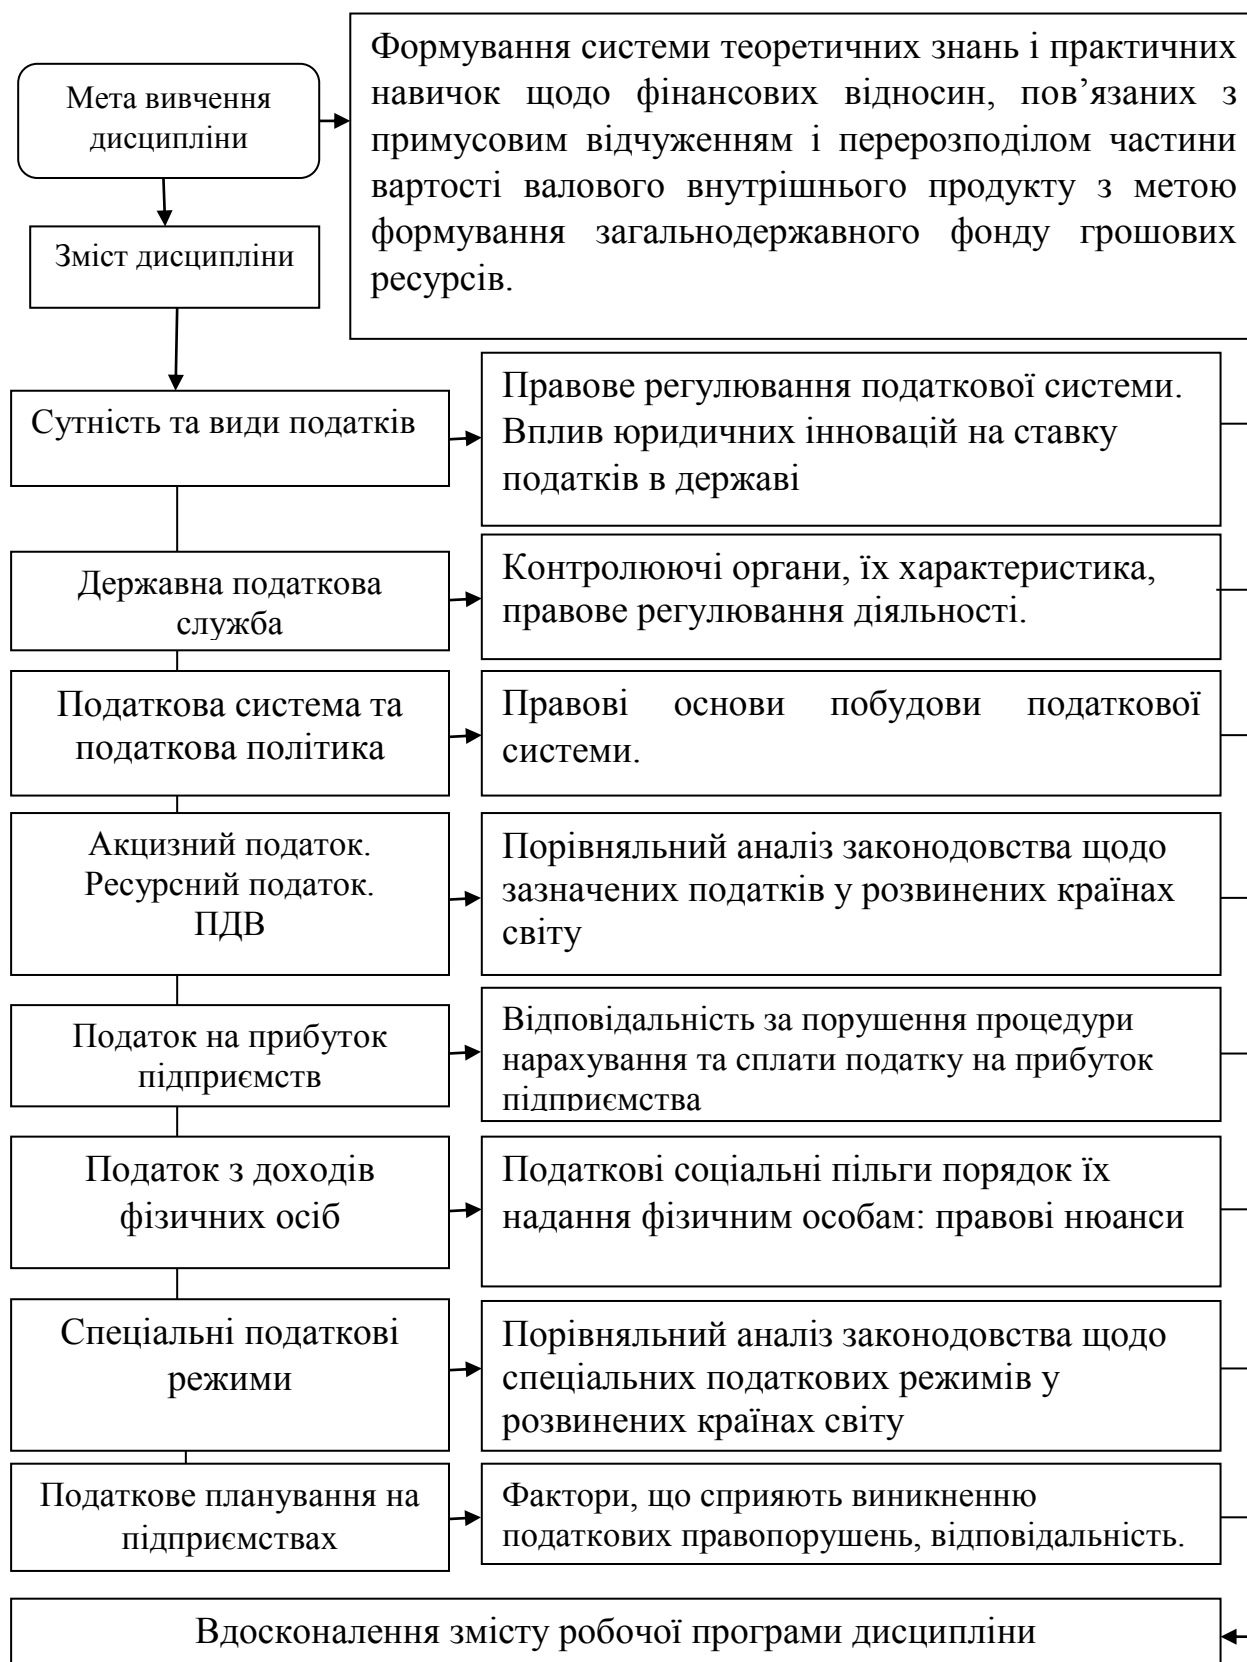 Мета вивчення
дисципліни
Формування системи теоретичних знань і практичних
навичок щодо фінансових відносин, пов’язаних з
примусовим відчуженням і перерозподілом частини
вартості валового внутрішнього продукту з метою
формування загальнодержавного фонду грошових
ресурсів.
Зміст дисципліни
Сутність та види податків
Правове регулювання податкової системи.
Вплив юридичних інновацій на ставку
податків в державі
Державна податкова
служба
Контролюючі органи, їх характеристика,
правове регулювання діяльності.
Податкова система та
податкова політика
Правові основи побудови податкової
системи.
Акцизний податок.
Ресурсний податок.
ПДВ
Порівняльний аналіз законодовства щодо
зазначених податків у розвинених країнах
світу
Податок на прибуток
підприємств
Відповідальність за порушення процедури
нарахування та сплати податку на прибуток
підприємства
Податок з доходів
фізичних осіб
Податкові соціальні пільги порядок їх
надання фізичним особам: правові нюанси
Спеціальні податкові
режими
Порівняльний аналіз законодовства щодо
спеціальних податкових режимів у
розвинених країнах світу
Податкове планування на
підприємствах
Фактори, що сприяють виникненню
податкових правопорушень, відповідальність.
Вдосконалення змісту робочої програми дисципліни